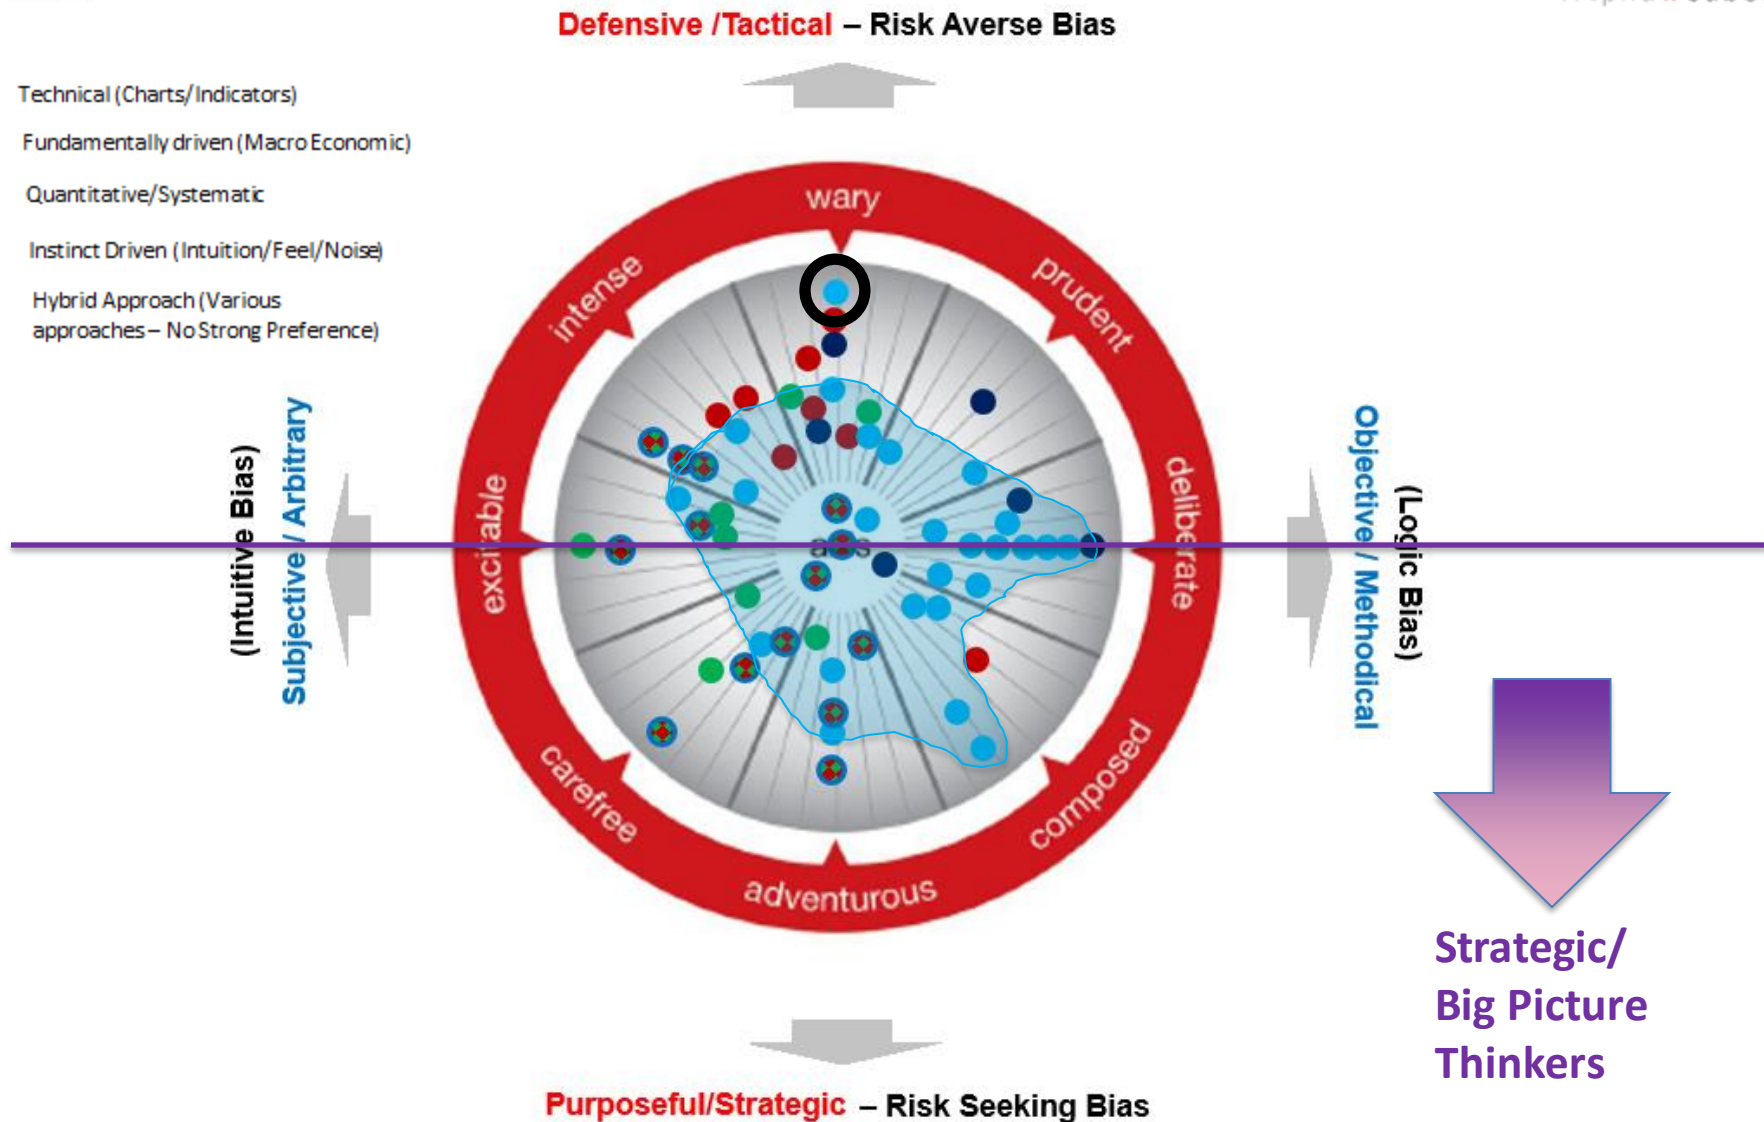 Defensive /Tactical – Risk Averse Bias
Technical (Charts/Indicators)
Fundamentally driven (Macro Economic)
Quantitative/Systematic
Instinct Driven (Intuition/Feel/Noise)
Hybrid Approach (Various
approaches – No Strong Preference)
wary
intense
prudent
excitable
deliberate
carefree
composed
adventurous
(Intuitive Bias)
Subjective / Arbitrary
Objective / Methodical
(Logic Bias)
Strategic/
Big Picture
Thinkers
Purposeful/Strategic – Risk Seeking Bias